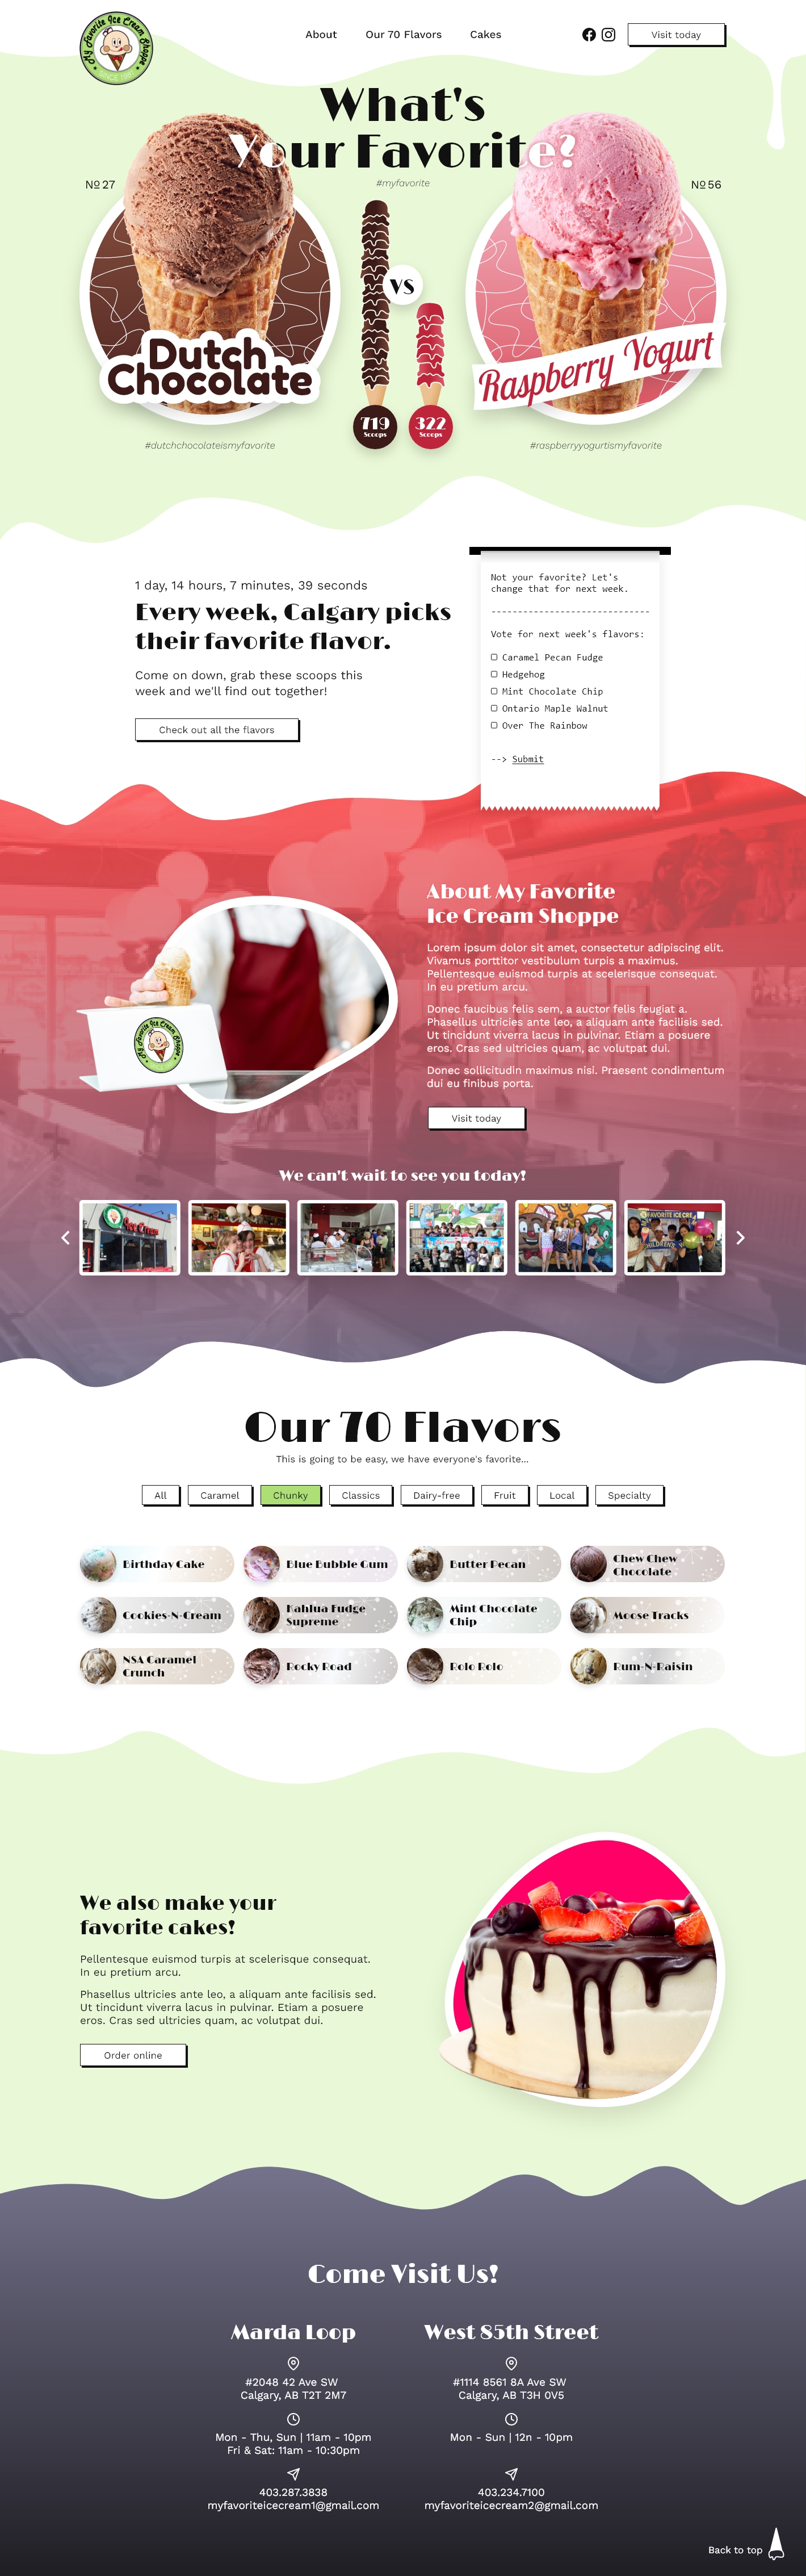 My Favorite Ice Cream Shoppe
SINCE 1981
About
Our 70 Flavors
Cakes
Visit today
What's
Your Favorite?
#myfavorite
Nº 27
Nº 56
VS
Dutch
Chocolate
Raspberry Yogurt
719
Scoops
322
Scoops
#dutchchocolateismyfavorite
#raspberryyogurtismyfavorite
1 day, 14 hours, 7 minutes, 39 seconds
Every week, Calgary picks
their favorite flavor.
Come on down, grab these scoops this
week and we'll find out together!
Check out all the flavors
Not your favorite? Let's
change that for next week.
------------------------------
Vote for next week's flavors:
Caramel Pecan Fudge
Hedgehog
Mint Chocolate Chip
Ontario Maple Walnut
Over The Rainbow
--> Submit
About My Favorite
Ice Cream Shoppe
Lorem ipsum dolor sit amet, consectetur adipiscing elit.
Vivamus porttitor vestibulum turpis a maximus.
Pellentesque euismod turpis at scelerisque consequat.
In eu pretium arcu.
Donec faucibus felis sem, a auctor felis feugiat a.
Phasellus ultricies ante leo, a aliquam ante facilisis sed.
Ut tincidunt viverra lacus in pulvinar. Etiam a posuere
eros. Cras sed ultricies quam, ac volutpat dui.
Donec sollicitudin maximus nisi. Praesent condimentum
dui eu finibus porta.
Visit today
My Favorite Ice Cream Shoppe
We can't wait to see you today!
Ice Cream
FAVORITE ICE CRE
Our 70 Flavors
This is going to be easy, we have everyone's favorite...
All
Caramel
Chunky
Classics
Dairy-free
Fruit
Local
Specialty
Birthday Cake
Blue Bubble Gum
Butter Pecan
Chew Chew
Chocolate
Cookies-N-Cream
Kahlua Fudge
Supreme
Mint Chocolate
Chip
Moose Tracks
NSA Caramel
Crunch
Rocky Road
Rolo Rolo
Rum-N-Raisin
We also make your
favorite cakes!
Pellentesque euismod turpis at scelerisque consequat.
In eu pretium arcu.
Phasellus ultricies ante leo, a aliquam ante facilisis sed.
Ut tincidunt viverra lacus in pulvinar. Etiam a posuere
eros. Cras sed ultricies quam, ac volutpat dui.
Order online
Come Visit Us!
Marda Loop
#2048 42 Ave SW
Calgary, AB T2T 2M7
Mon - Thu, Sun | 11am - 10pm
Fri & Sat: 11am - 10:30pm
403.287.3838
myfavoriteicecream1@gmail.com
West 85th Street
#1114 8561 8A Ave SW
Calgary, AB T3H 0V5
Mon - Sun | 12n - 10pm
403.234.7100
myfavoriteicecream2@gmail.com
Back to top